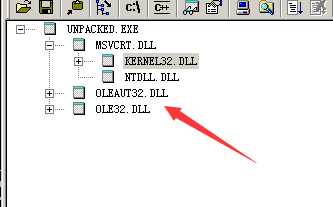 C:\ C++
UNPACKED.EXE
MSVCRT.DLL
KERNEL32.DLL
NTDLL.DLL
OLEAUT32.DLL
OLE32.DLL